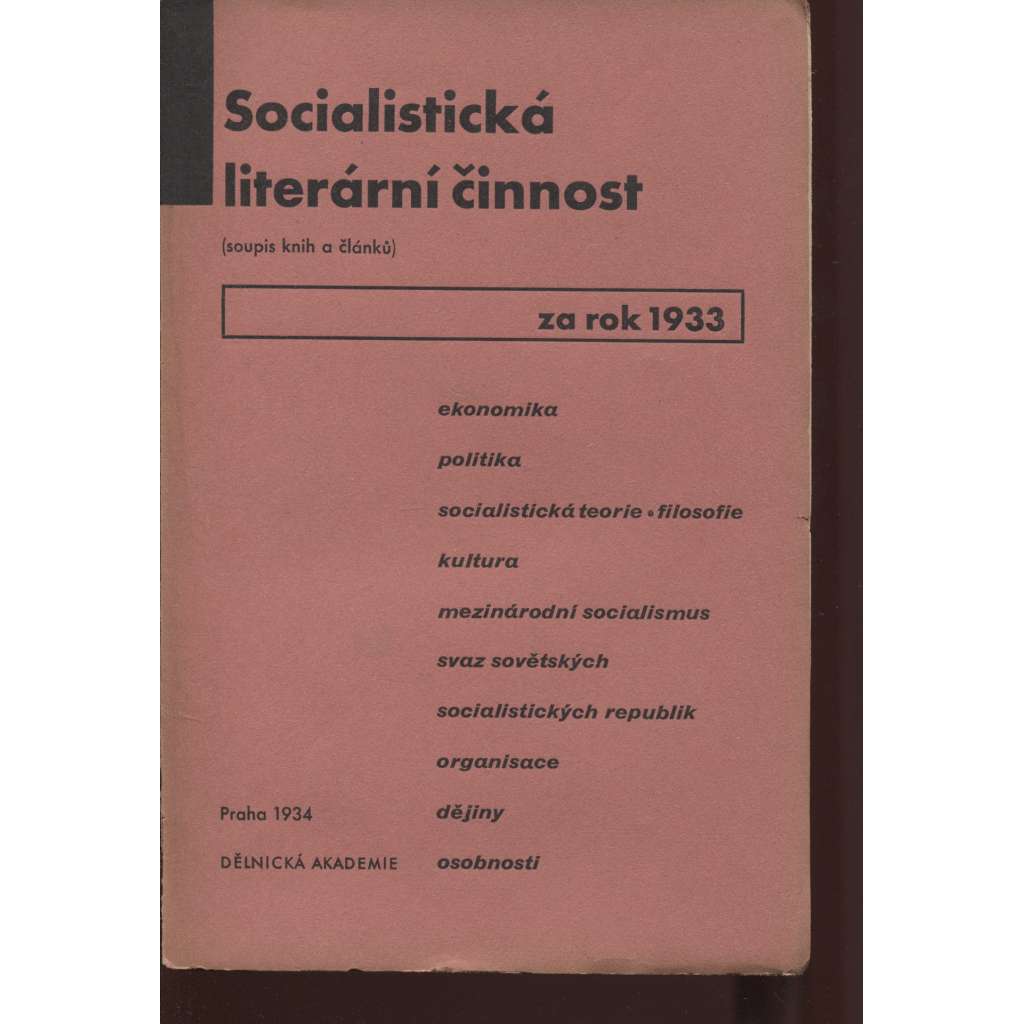 Socialistická
literární činnost
(soupis knih a článků)
za rok 1933
ekonomika
politika
socialistická teorie • filosofie
kultura
mezinárodní socialismus
svaz sovětských
socialistických republik
organisace
dějiny
osobnosti
Praha 1934
DĚLNICKÁ AKADEMIE